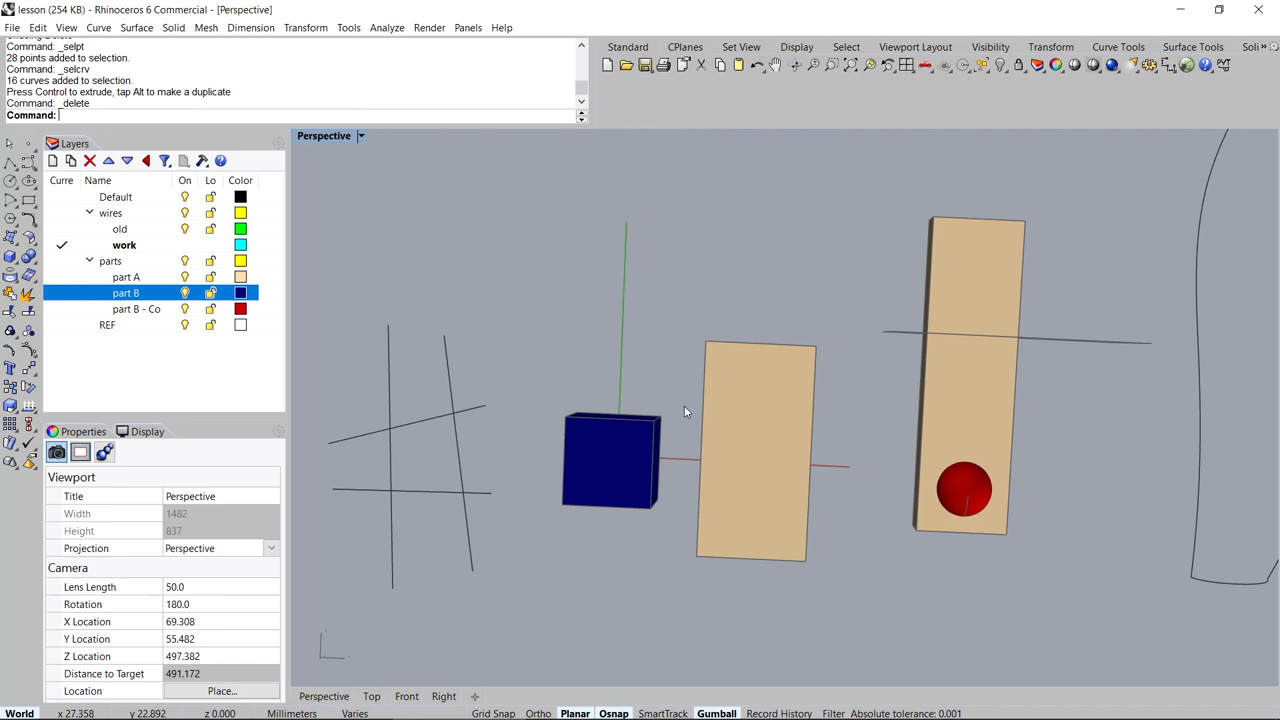 lesson (254 KB) - Rhinoceros 6 Commercial - [Perspective]
File Edit View Curve Surface Solid Mesh Dimension Transform Tools Analyze Render Panels Help
Command: _selpt
28 points added to selection.
Command: _selcrv
16 curves added to selection.
Press Control to extrude, tap Alt to make a duplicate
Command: _delete
Command:
Standard CPlanes Set View Display Select Viewport Layout Visibility Transform Curve Tools Surface Tools Soli »
Layers
Perspective
Curre Name On Lo Color
Default
wires
old
work
parts
part A
part B
part B - Co
REF
Properties Display
Viewport
Title Perspective
Width 1482
Height 837
Projection Perspective
Camera
Lens Length 50.0
Rotation 180.0
X Location 69.308
Y Location 55.482
Z Location 497.382
Distance to Target 491.172
Location Place...
Perspective Top Front Right
World x 27.358 y 22.892 z 0.000 Millimeters Varies Grid Snap Ortho Planar Osnap SmartTrack Gumball Record History Filter Absolute tolerance: 0.001